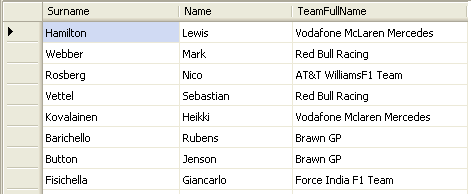 Surname Name TeamFullName
Hamilton Lewis Vodafone McLaren Mercedes
Webber Mark Red Bull Racing
Rosberg Nico AT&T WilliamsF1 Team
Vettel Sebastian Red Bull Racing
Kovalainen Heikki Vodafone Mclaren Mercedes
Barichello Rubens Brawn GP
Button Jenson Brawn GP
Fisichella Giancarlo Force India F1 Team